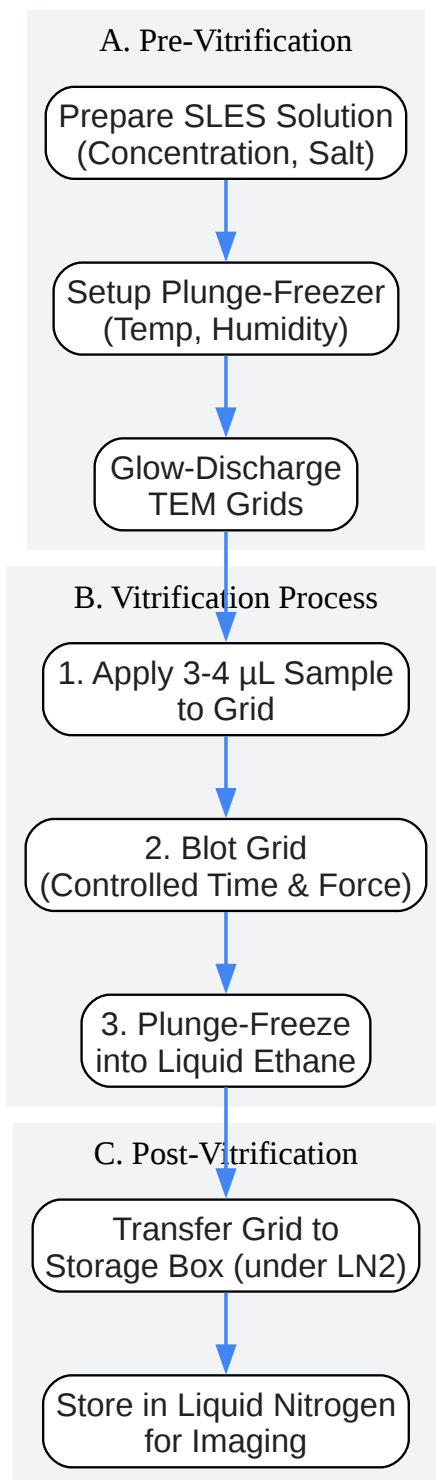 A. Pre-Vitrification
Prepare SLES Solution
(Concentration, Salt)
Setup Plunge-Freezer
(Temp, Humidity)
Glow-Discharge
TEM Grids
B. Vitrification Process
1. Apply 3-4 µL Sample
to Grid
2. Blot Grid
(Controlled Time & Force)
3. Plunge-Freeze
into Liquid Ethane
C. Post-Vitrification
Transfer Grid to
Storage Box (under LN2)
Store in Liquid Nitrogen
for Imaging